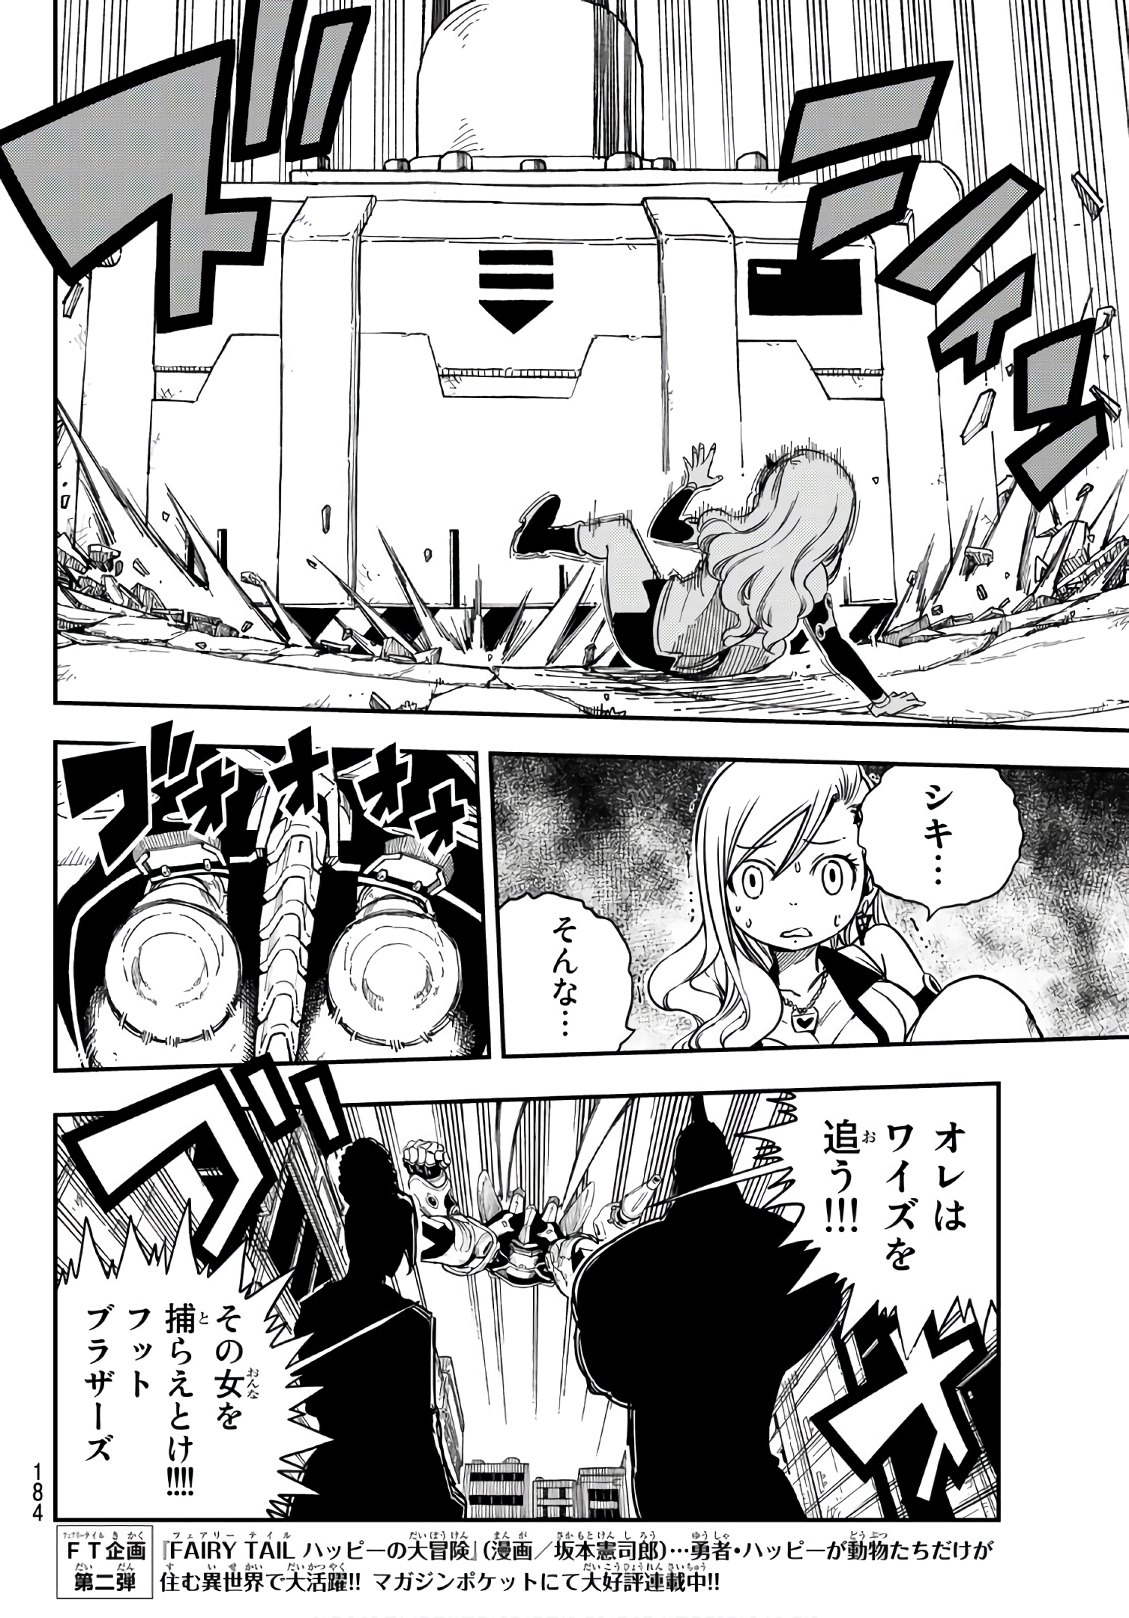 ズズゥン
シキ…
そんな…
ゴォォォォ
オレは
ワイズを
追う!!!
その女を
捕らえとけ!!!!
フット
ブラザーズ
ゴオッ
184
FT企画
第二弾
『FAIRY TAIL ハッピーの大冒険』(漫画/坂本憲司郎)…勇者・ハッピーが動物たちだけが
住む異世界で大活躍!! マガジンポケットにて大好評連載中!!